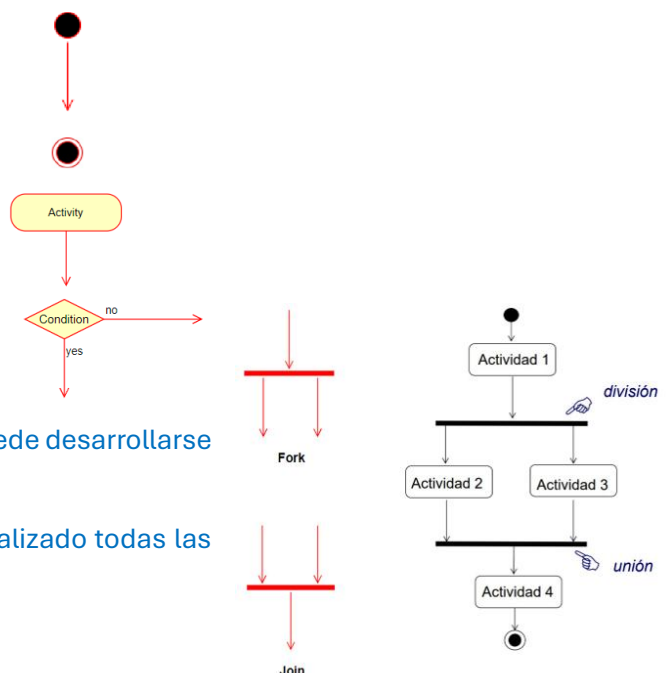 Activity
Condition
no
yes
ede desarrollarse
alizado todas las
Fork
Join
Actividad 1
división
Actividad 2
Actividad 3
unión
Actividad 4